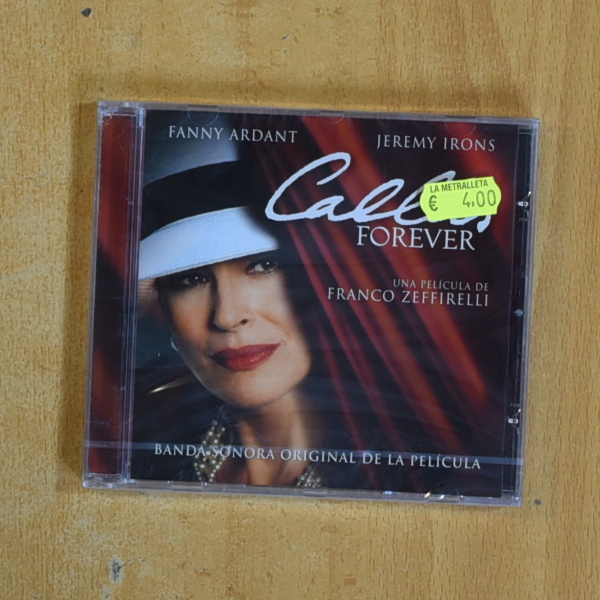 FANNY ARDANT JEREMY IRONS
LA METRALLETA
€ 4,00
FOREVER
UNA PELÍCULA DE
FRANCO ZEFFIRELLI
BANDA SONORA ORIGINAL DE LA PELÍCULA